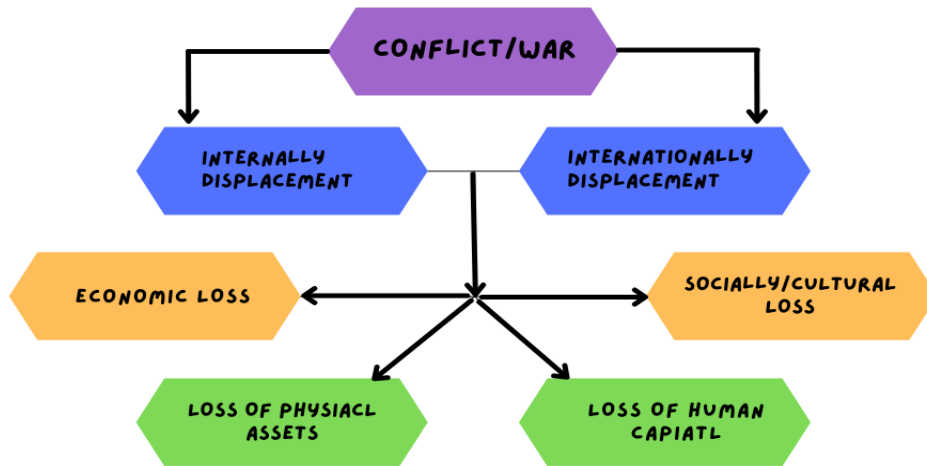 CONFLICT/WAR
INTERNALLY
DISPLACEMENT
INTERNATIONALLY
DISPLACEMENT
ECONOMIC LOSS
SOCIALLY/CULTURAL
LOSS
LOSS OF PHYSIACL
ASSETS
LOSS OF HUMAN
CAPIATL